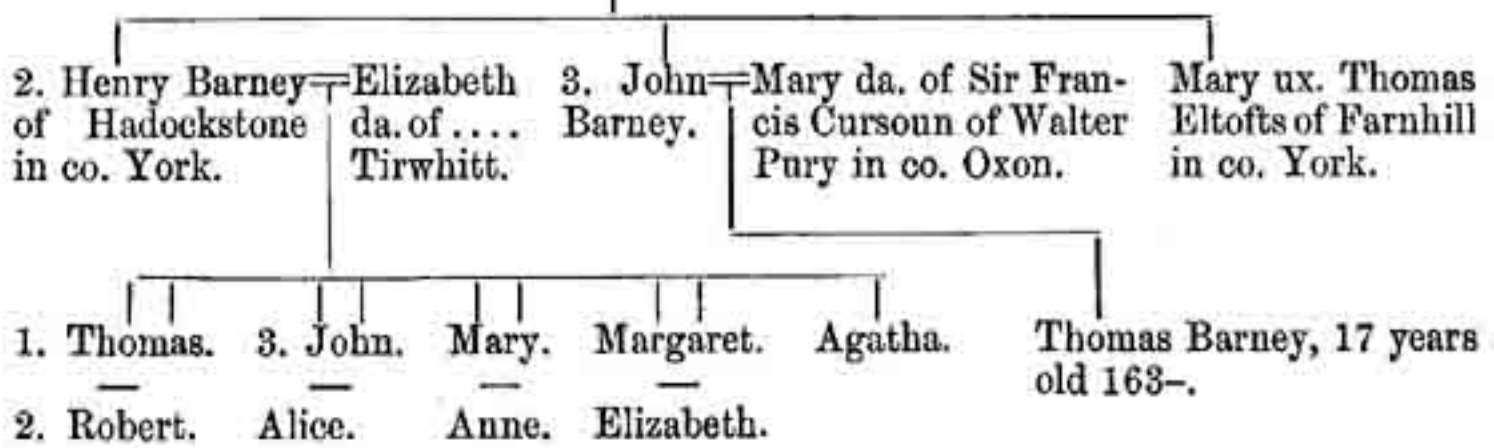 2. Henry Barney
of Hadockstone
in co. York.
Elizabeth
da. of ....
Tirwhitt.
3. John
Barney.
Mary da. of Sir Fran-
cis Cursoun of Walter
Pury in co. Oxon.
Mary ux. Thomas
Eltofts of Farnhill
in co. York.
1. Thomas. 3. John. Mary. Margaret. Agatha.
2. Robert. Alice. Anne. Elizabeth.
Thomas Barney, 17 years
old 163–.